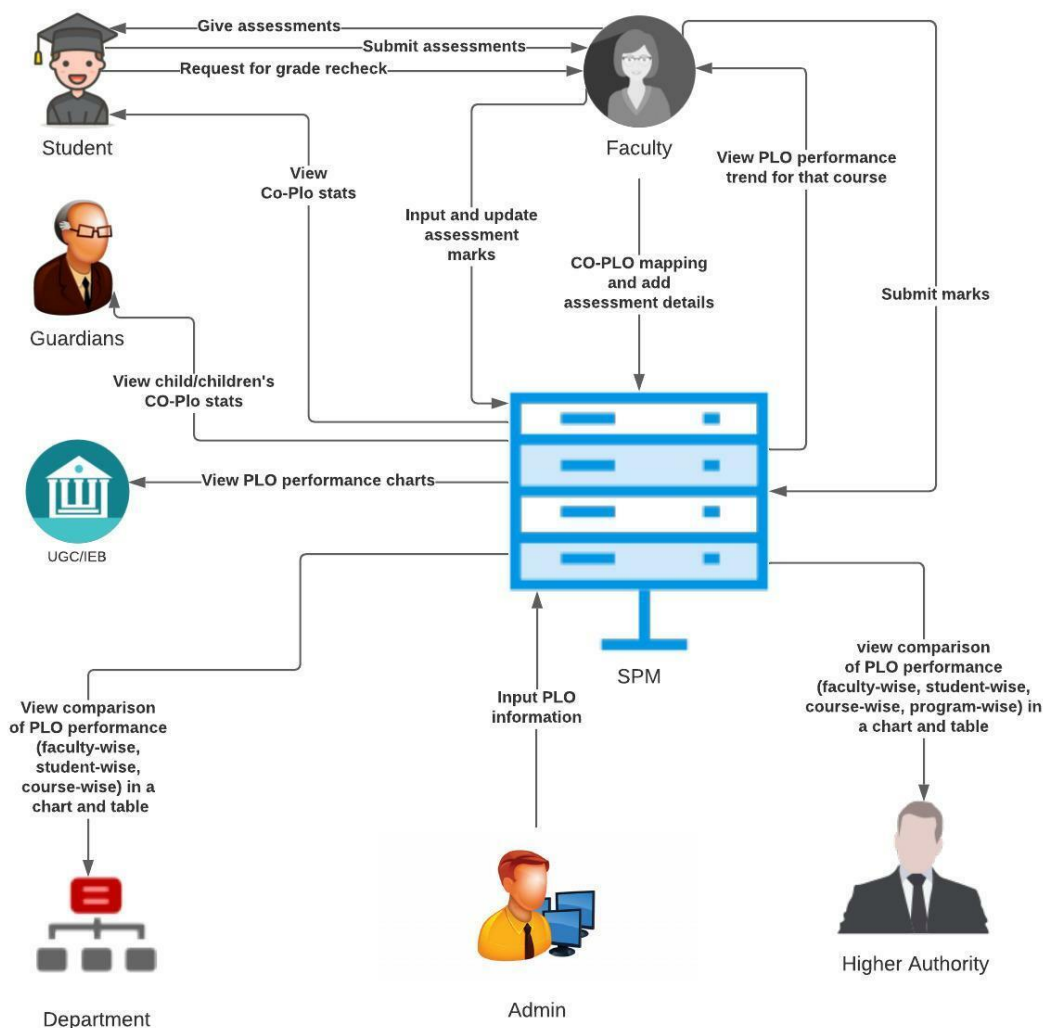 Give assessments
Submit assessments
Request for grade recheck
Student
Faculty
View
Co-Plo stats
View PLO performance
trend for that course
Input and update
assessment
marks
CO-PLO mapping
and add
assessment details
Submit marks
Guardians
View child/children's
CO-Plo stats
View PLO performance charts
UGC/IEB
SPM
Input PLO
information
view comparison
of PLO performance
(faculty-wise, student-wise,
course-wise, program-wise) in
a chart and table
View comparison
of PLO performance
(faculty-wise,
student-wise,
course-wise) in a
chart and table
Higher Authority
Admin
Department